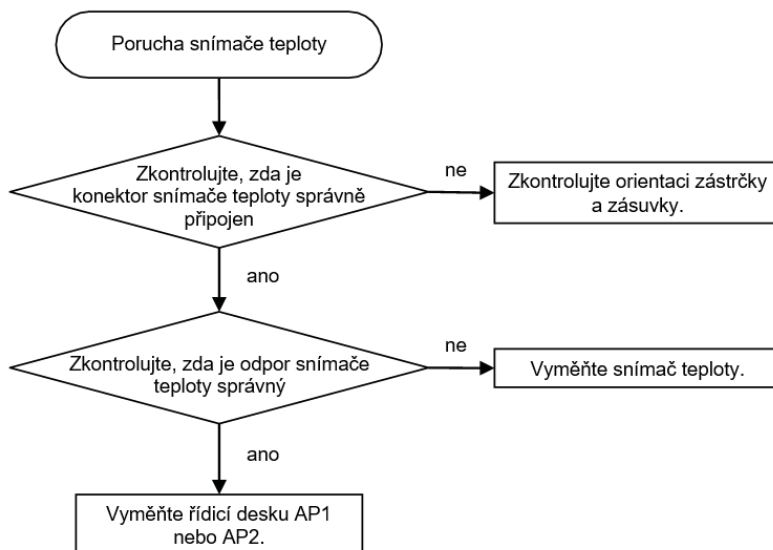 Porucha snímače teploty
Zkontrolujte, zda je
konektor snímače teploty správně
připojen
ne
Zkontrolujte orientaci zástrčky
a zásuvky.
ano
Zkontrolujte, zda je odpor snímače
teploty správný
ne
Vyměňte snímač teploty.
ano
Vyměňte řídicí desku AP1
nebo AP2.